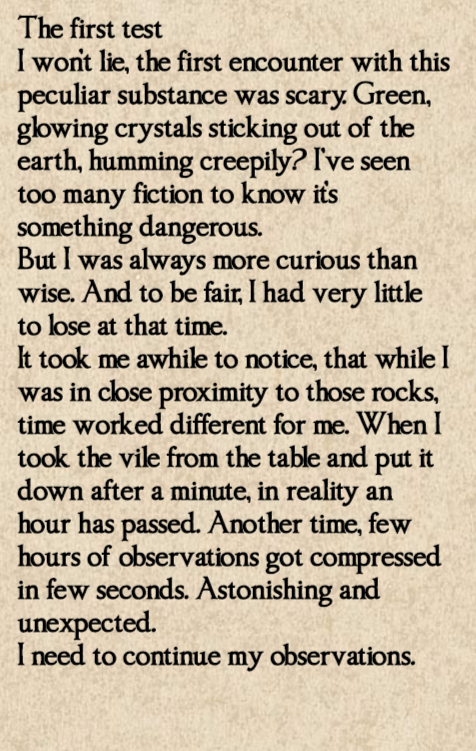 The first test
I won't lie, the first encounter with this
peculiar substance was scary. Green,
glowing crystals sticking out of the
earth, humming creepily? I've seen
too many fiction to know it's
something dangerous.
But I was always more curious than
wise. And to be fair, I had very little
to lose at that time.
It took me awhile to notice, that while I
was in close proximity to those rocks,
time worked different for me. When I
took the vile from the table and put it
down after a minute, in reality an
hour has passed. Another time, few
hours of observations got compressed
in few seconds. Astonishing and
unexpected.
I need to continue my observations.